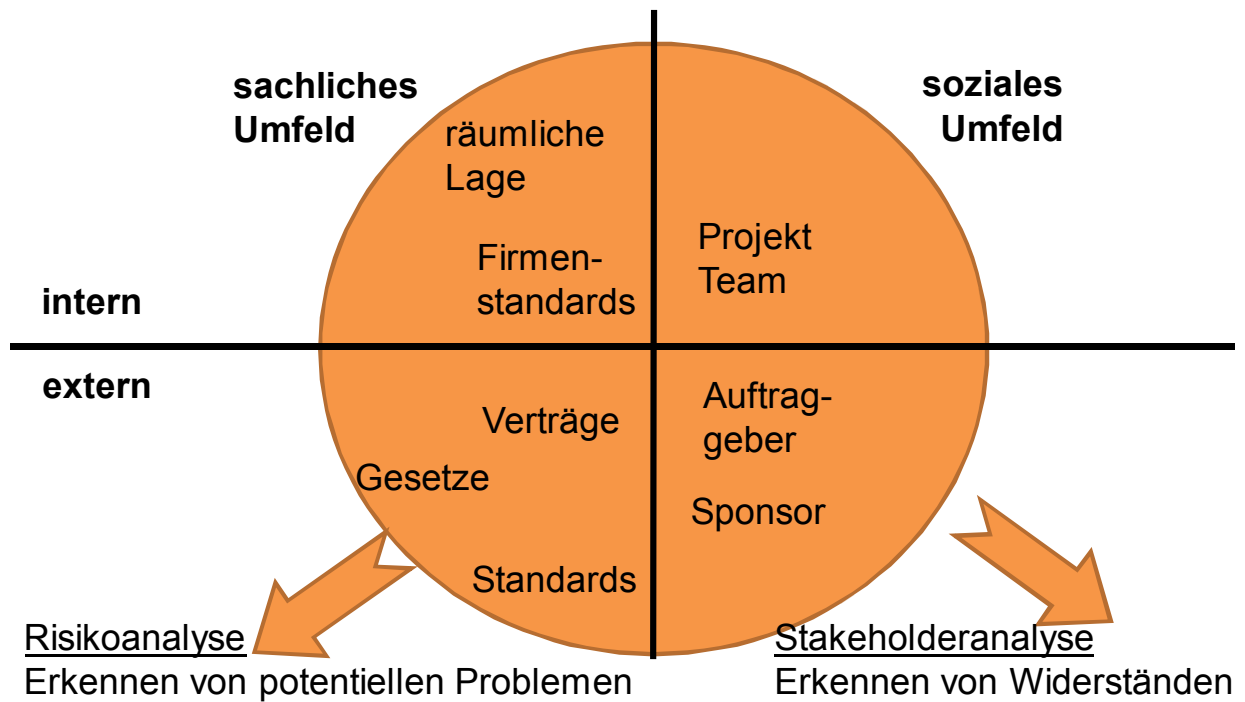 sachliches
Umfeld
soziales
Umfeld
räumliche
Lage
Firmen-
standards
Projekt
Team
intern
extern
Verträge
Gesetze
Standards
Auftrag-
geber
Sponsor
Risikoanalyse
Erkennen von potentiellen Problemen
Stakeholderanalyse
Erkennen von Widerständen